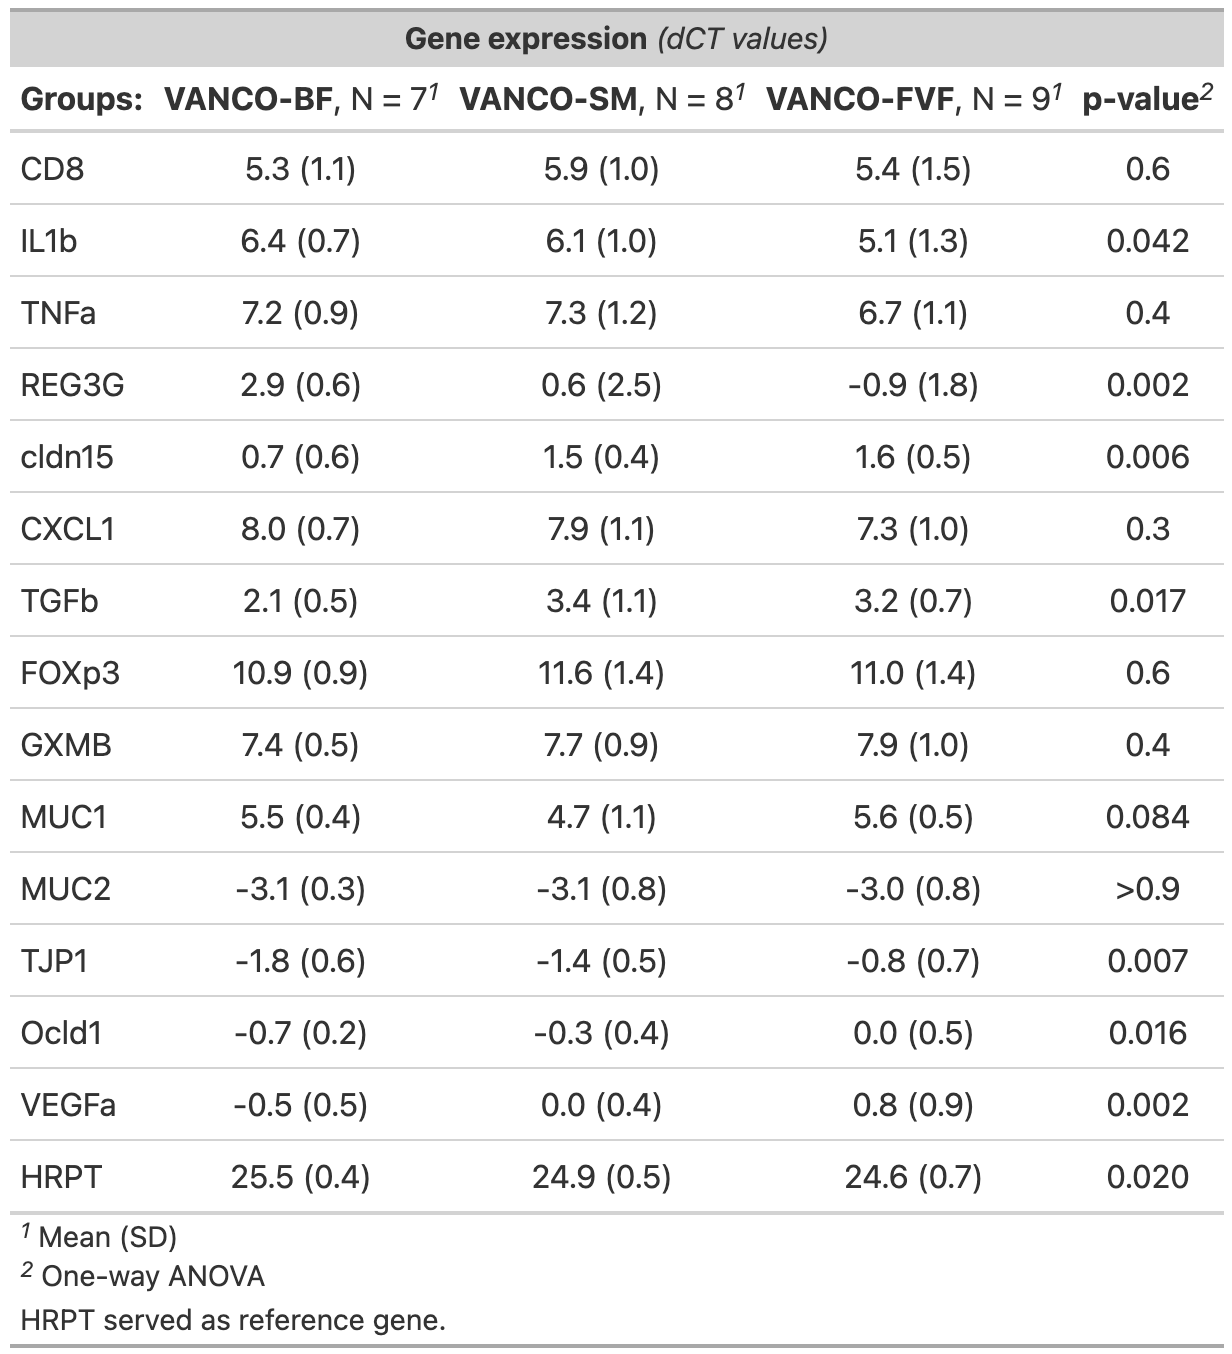 Gene expression (dCT values)
Groups: VANCO-BF, N = 7¹ VANCO-SM, N = 8¹ VANCO-FVF, N = 9¹ p-value²
CD8 5.3 (1.1) 5.9 (1.0) 5.4 (1.5) 0.6
IL1b 6.4 (0.7) 6.1 (1.0) 5.1 (1.3) 0.042
TNFa 7.2 (0.9) 7.3 (1.2) 6.7 (1.1) 0.4
REG3G 2.9 (0.6) 0.6 (2.5) -0.9 (1.8) 0.002
cldn15 0.7 (0.6) 1.5 (0.4) 1.6 (0.5) 0.006
CXCL1 8.0 (0.7) 7.9 (1.1) 7.3 (1.0) 0.3
TGFb 2.1 (0.5) 3.4 (1.1) 3.2 (0.7) 0.017
FOXp3 10.9 (0.9) 11.6 (1.4) 11.0 (1.4) 0.6
GXMB 7.4 (0.5) 7.7 (0.9) 7.9 (1.0) 0.4
MUC1 5.5 (0.4) 4.7 (1.1) 5.6 (0.5) 0.084
MUC2 -3.1 (0.3) -3.1 (0.8) -3.0 (0.8) >0.9
TJP1 -1.8 (0.6) -1.4 (0.5) -0.8 (0.7) 0.007
Ocld1 -0.7 (0.2) -0.3 (0.4) 0.0 (0.5) 0.016
VEGFa -0.5 (0.5) 0.0 (0.4) 0.8 (0.9) 0.002
HRPT 25.5 (0.4) 24.9 (0.5) 24.6 (0.7) 0.020
¹ Mean (SD)
² One-way ANOVA
HRPT served as reference gene.